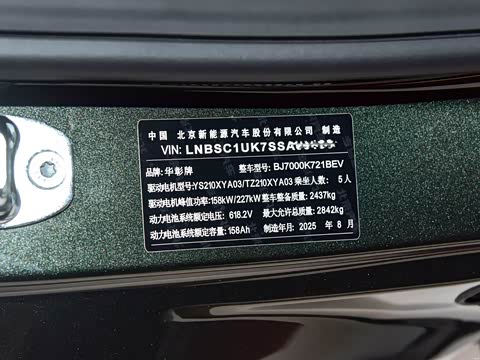 中国 北京新能源汽车股份有限公司 制造
VIN: LNBSC1UK7SSA
品牌: 华彰牌 整车型号: BJ7000K721BEV
驱动电机型号: YS210XYA03/TZ210XYA03 乘坐人数: 5人
驱动电机峰值功率: 158kW/227kW 整备质量: 2437kg
动力电池系统额定电压: 618.2V 最大允许总质量: 2842kg
动力电池系统额定容量: 158Ah 制造年月: 2025 年 8 月